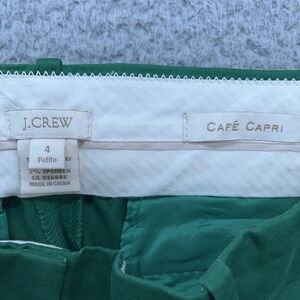 J.CREW
CAFÉ CAPRI
4
Petite
2% SPANDEX
MADE IN CHINA